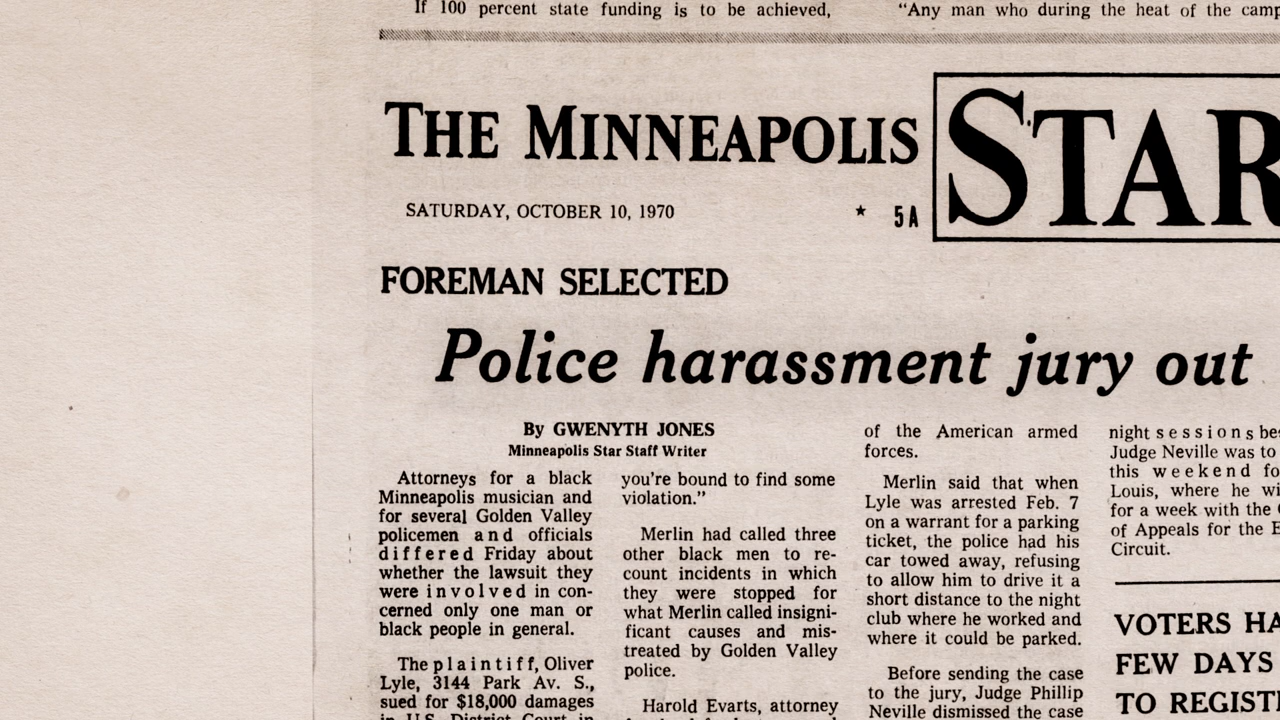 If 100 percent state funding is to be achieved,
“Any man who during the heat of the camp
THE MINNEAPOLIS STAR
SATURDAY, OCTOBER 10, 1970 ★ 5A
FOREMAN SELECTED
Police harassment jury out
By GWENYTH JONES
Minneapolis Star Staff Writer
Attorneys for a black
Minneapolis musician and
for several Golden Valley
policemen and officials
differed Friday about
whether the lawsuit they
were involved in con-
cerned only one man or
black people in general.
The plaintiff, Oliver
Lyle, 3144 Park Av. S.,
sued for $18,000 damages
in U.S. District Court in
you're bound to find some
violation.”
Merlin had called three
other black men to re-
count incidents in which
they were stopped for
what Merlin called insigni-
ficant causes and mis-
treated by Golden Valley
police.
Harold Evarts, attorney
of the American armed
forces.
Merlin said that when
Lyle was arrested Feb. 7
on a warrant for a parking
ticket, the police had his
car towed away, refusing
to allow him to drive it a
short distance to the night
club where he worked and
where it could be parked.
Before sending the case
to the jury, Judge Phillip
Neville dismissed the case
night sessions be
Judge Neville was to
this weekend fo
Louis, where he wi
for a week with the
of Appeals for the E
Circuit.
VOTERS HA
FEW DAYS
TO REGIST